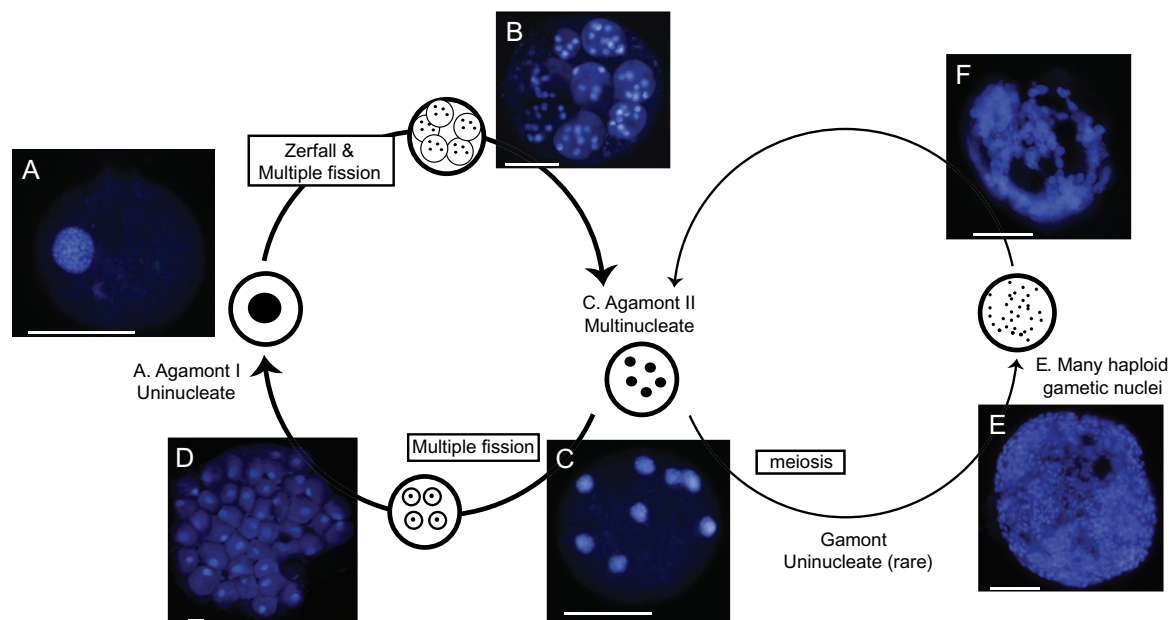 B
F
A
Zerfall &
Multiple fission
C. Agamont II
Multinucleate
A. Agamont I
Uninucleate
E. Many haploid
gametic nuclei
D
Multiple fission
C
meiosis
E
Gamont
Uninucleate (rare)